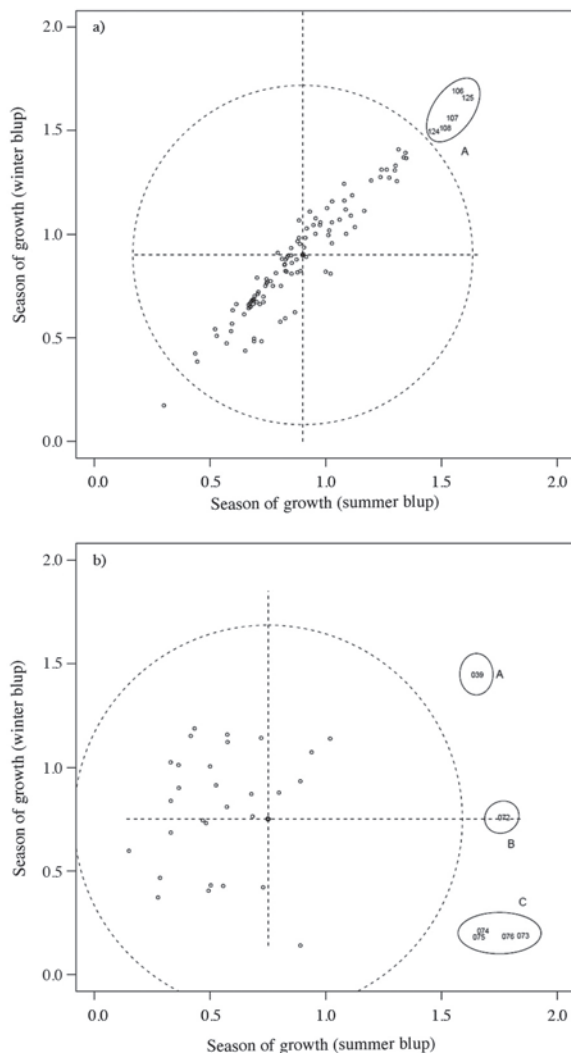 a)
2.0
1.5
1.0
0.5
0.0
Season of growth (winter blup)
106
125
107
108
124
A
0.0 0.5 1.0 1.5 2.0
Season of growth (summer blup)
b)
2.0
1.5
1.0
0.5
0.0
Season of growth (winter blup)
039
A
072
B
C
074
075 076 073
0.0 0.5 1.0 1.5 2.0
Season of growth (summer blup)